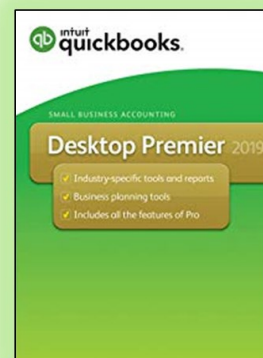 qb
intuit
quickbooks.
SMALL BUSINESS ACCOUNTING
Desktop Premier 2019
Industry-specific tools and reports
Business planning tools
Includes all the features of Pro